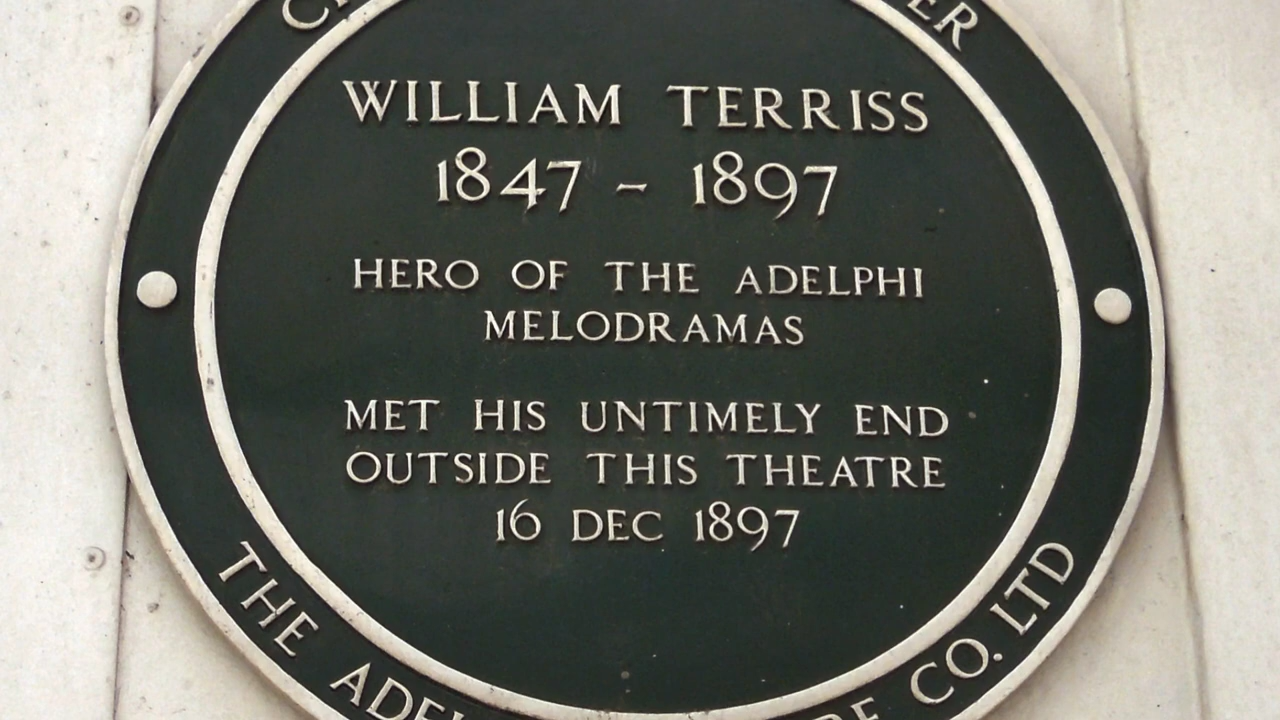 WILLIAM TERRISS
1847 - 1897
HERO OF THE ADELPHI
MELODRAMAS
MET HIS UNTIMELY END
OUTSIDE THIS THEATRE
16 DEC 1897
THE
CO. LTD